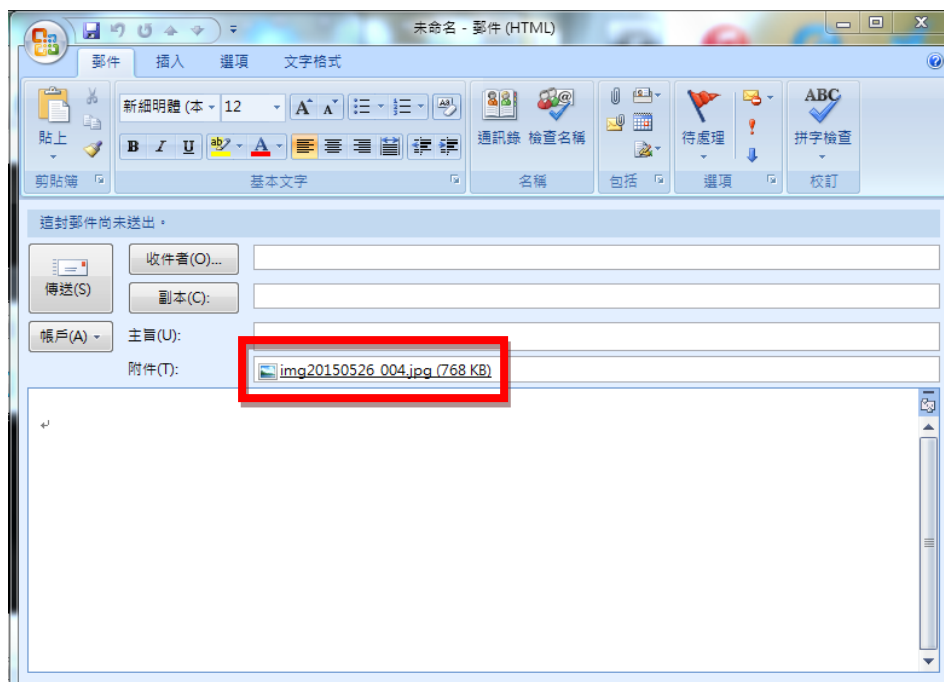 未命名 - 郵件 (HTML)
郵件 插入 選項 文字格式
新細明體 (本 12
A A
貼上
B I U ab A
通訊錄 檢查名稱
待處理
ABC
拼字檢查
剪貼簿 基本文字 名稱 包括 選項 校訂
這封郵件尚未送出。
傳送(S)
收件者(O)...
副本(C):
帳戶(A)
主旨(U):
附件(T): img20150526_004.jpg (768 KB)